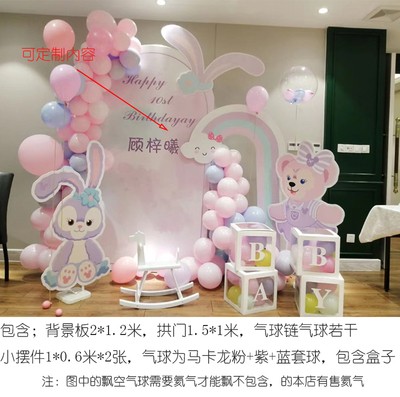 可定制内容
Happy
10st
Birthdayay
顾梓曦
B B
A Y
包含；背景板2*1.2米，拱门1.5*1米，气球链气球若干
小摆件1*0.6米*2张，气球为马卡龙粉+紫+蓝套球，包含盒子
注：图中的飘空气球需要氦气才能飘不包含，的本店有售氦气